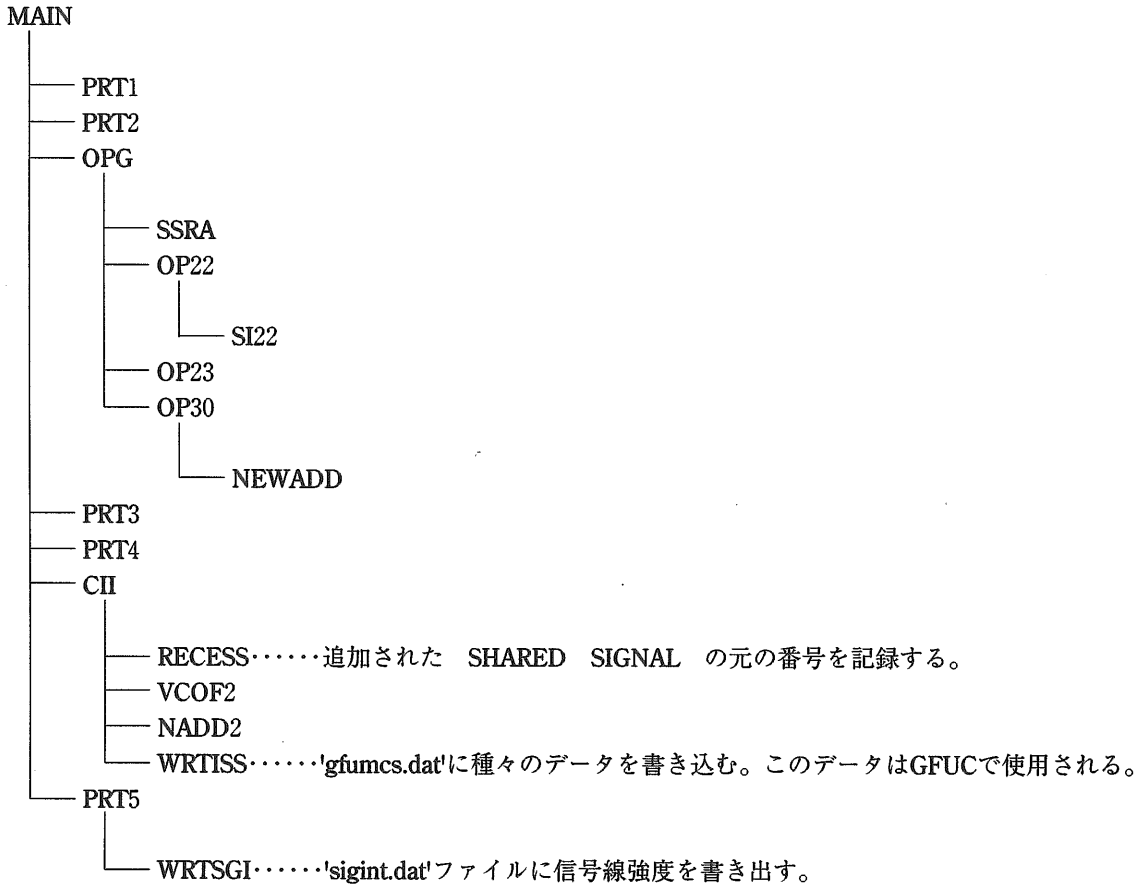 MAIN
PRT1
PRT2
OPG
SSRA
OP22
SI22
OP23
OP30
NEWADD
PRT3
PRT4
CII
RECESS······追加された SHARED SIGNAL の元の番号を記録する。
VCOF2
NADD2
WRTISS······'gfumcs.dat'に種々のデータを書き込む。このデータはGFUCで使用される。
PRT5
WRTSGI······'sigint.dat'ファイルに信号線強度を書き出す。